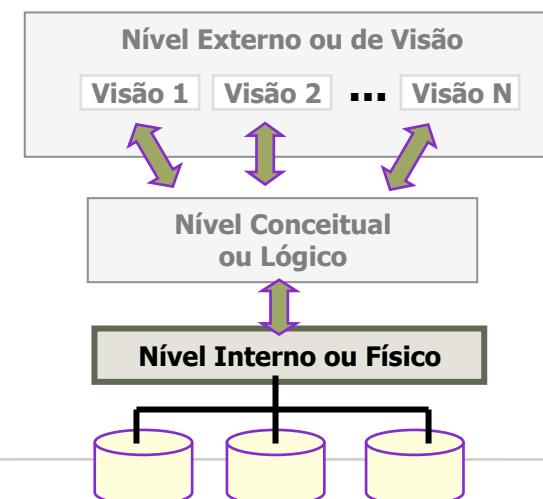 Nível Externo ou de Visão
Visão 1 Visão 2 ... Visão N
Nível Conceitual
ou Lógico
Nível Interno ou Físico